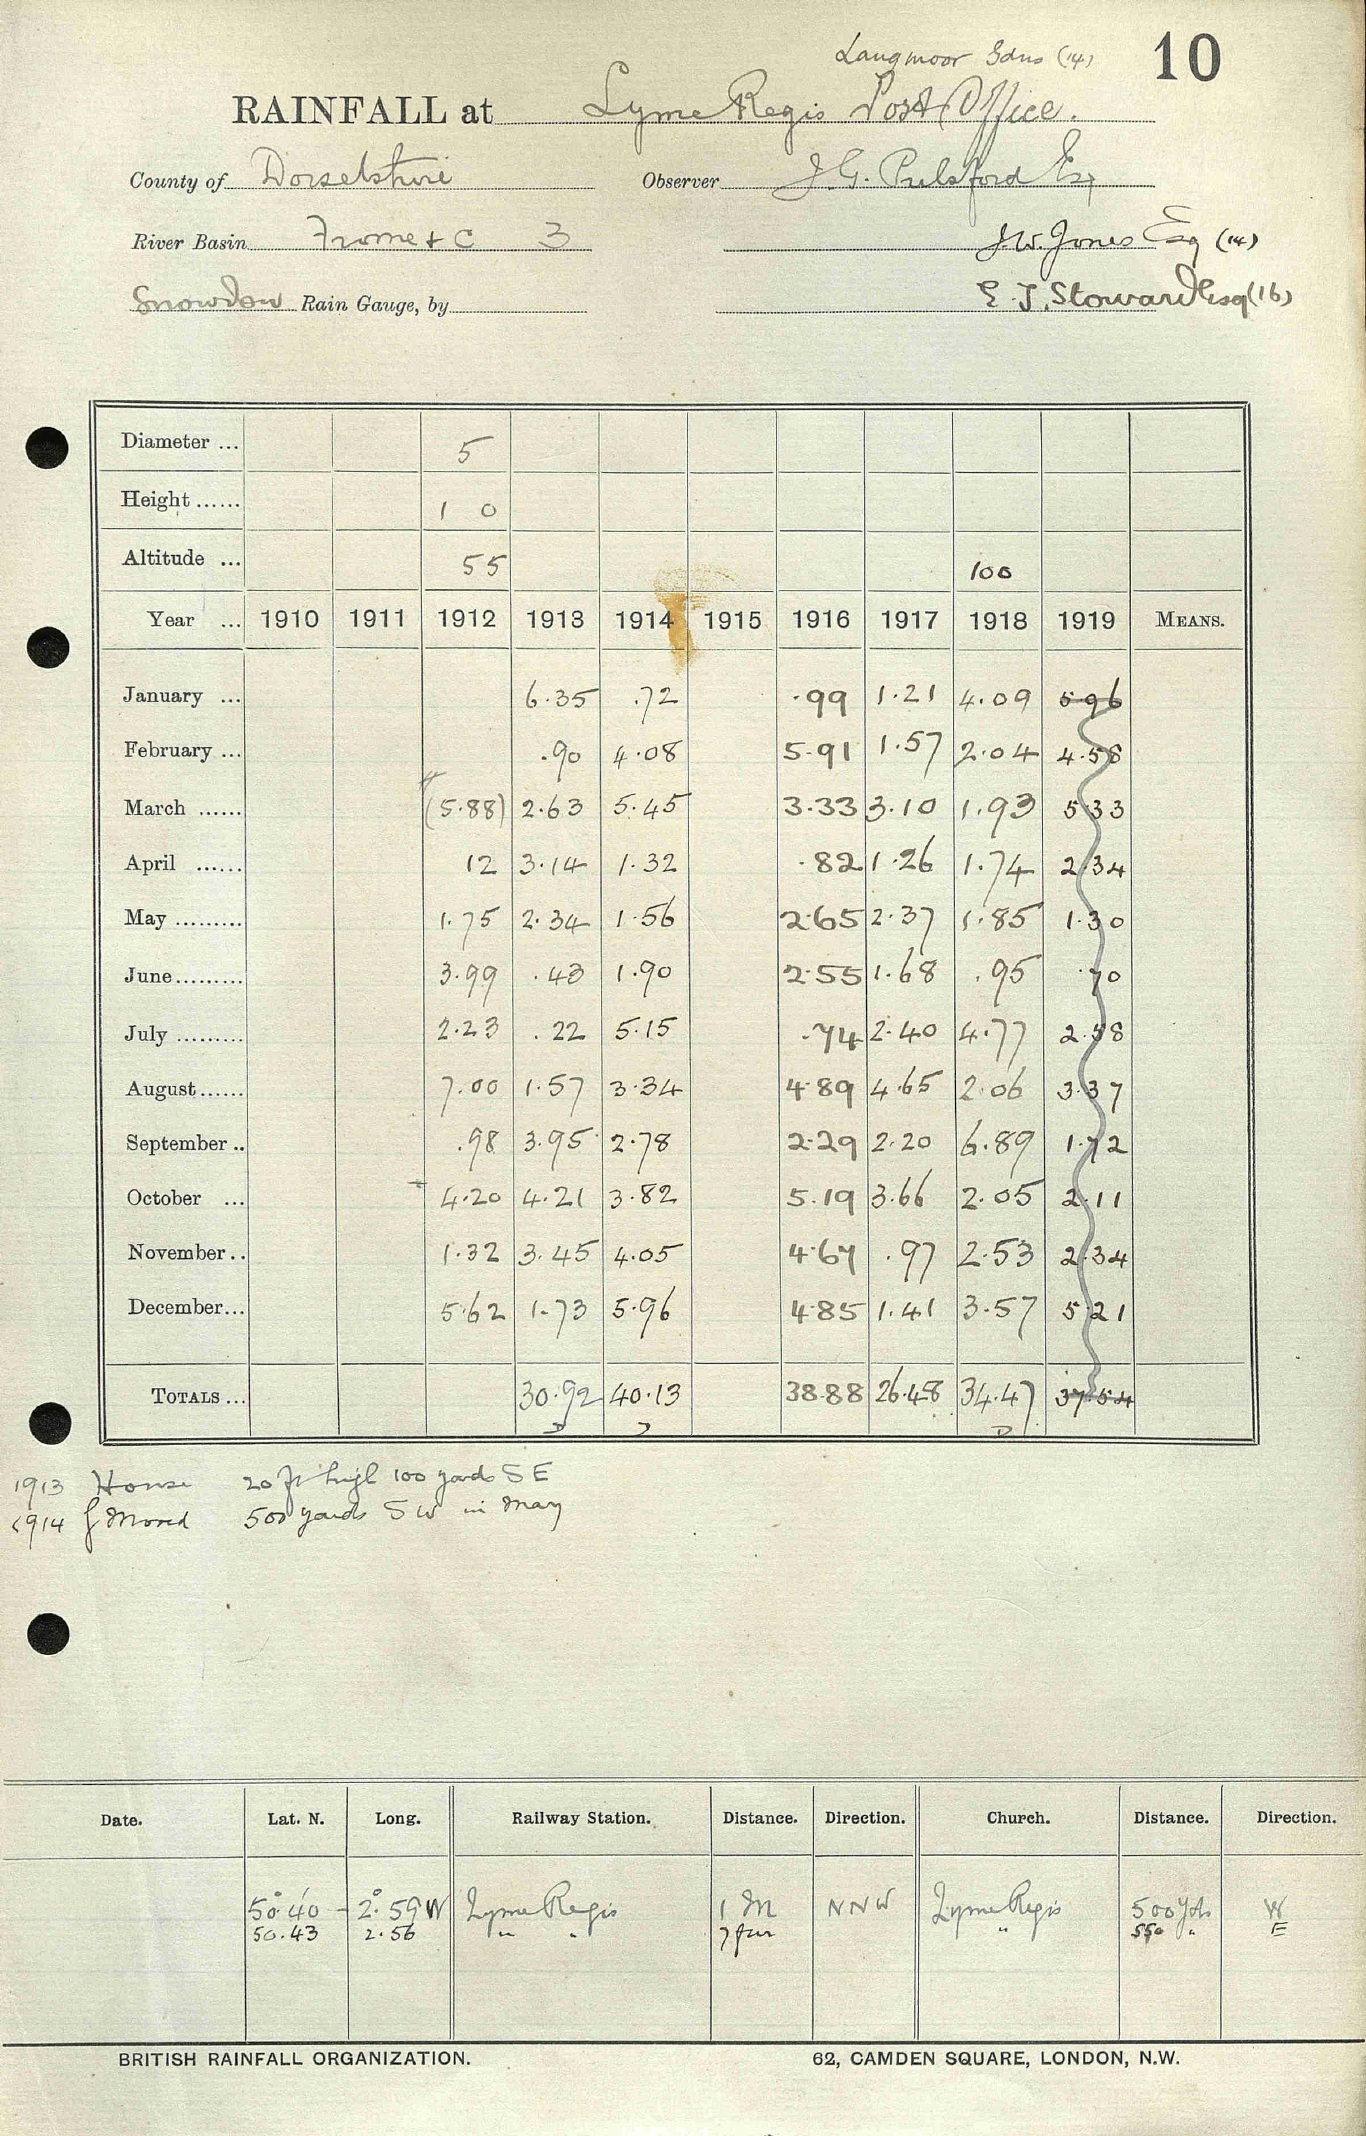 Langmoor Gdns (14) 10
RAINFALL at Lyme Regis Post Office.
County of Dorsetshire Observer J. G. Pulsford Esq
River Basin Frome & C 3 J. W. Jones Esq (14)
Snowdon Rain Gauge, by E. J. Stoward Esq (16)
Diameter ... 5
Height ...... 1 0
Altitude ... 55 100
Year ... 1910 1911 1912 1913 1914 1915 1916 1917 1918 1919 MEANS.
January ... 6.35 .72 .99 1.21 4.09 5.96
February ... .90 4.08 5.91 1.57 2.04 4.58
March ...... (5.88) 2.63 5.45 3.33 3.10 1.93 5.33
April ...... 12 3.14 1.32 .82 1.26 1.74 2.34
May ......... 1.75 2.34 1.56 2.65 2.37 1.85 1.30
June......... 3.99 .43 1.90 2.55 1.68 .95 .70
July ......... 2.23 .22 5.15 .74 2.40 4.77 2.58
August...... 7.00 1.57 3.34 4.89 4.65 2.06 3.37
September .. .98 3.95 2.78 2.29 2.20 6.89 1.72
October ... 4.20 4.21 3.82 5.19 3.66 2.05 2.11
November.. 1.32 3.45 4.05 4.67 .97 2.53 2.34
December... 5.62 1.73 5.96 4.85 1.41 3.57 5.21
TOTALS ... 30.92 40.13 38.88 26.48 34.47 37.54
1913 House 20 ft high 100 yards S E
1914 G Moved 500 yards S W in May
Date. Lat. N. Long. Railway Station. Distance. Direction. Church. Distance. Direction.
50° 40' 2° 59 W Lyme Regis 1 M N N W Lyme Regis 500 yds W
50.43 2.56 " " 7 fur " 550 " E
BRITISH RAINFALL ORGANIZATION. 62, CAMDEN SQUARE, LONDON, N.W.